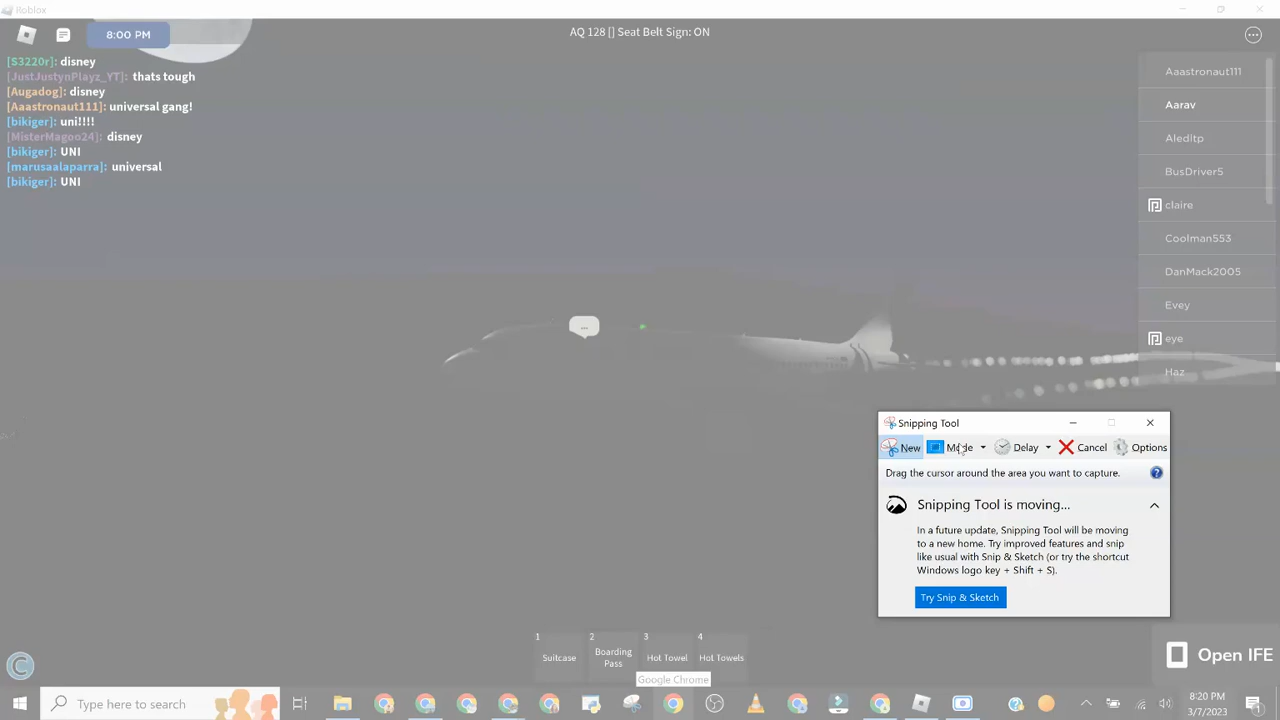 Roblox
8:00 PM
AQ 128 [] Seat Belt Sign: ON
[S3220r]: disney
[JustJustynPlayz_YT]: thats tough
[Augadog]: disney
[Aaastronaut111]: universal gang!
[bikiger]: uni!!!!
[MisterMagoo24]: disney
[bikiger]: UNI
[marusaalaparra]: universal
[bikiger]: UNI
Aaastronaut111
Aarav
Aledltp
BusDriver5
claire
Coolman553
DanMack2005
Evey
eye
Haz
...
Snipping Tool
New Mode Delay Cancel Options
Drag the cursor around the area you want to capture.
?
Snipping Tool is moving...
In a future update, Snipping Tool will be moving
to a new home. Try improved features and snip
like usual with Snip & Sketch (or try the shortcut
Windows logo key + Shift + S).
Try Snip & Sketch
1 Suitcase
2 Boarding
Pass
3 Hot Towel
4 Hot Towels
Open IFE
Google Chrome
Type here to search
8:20 PM
3/7/2023